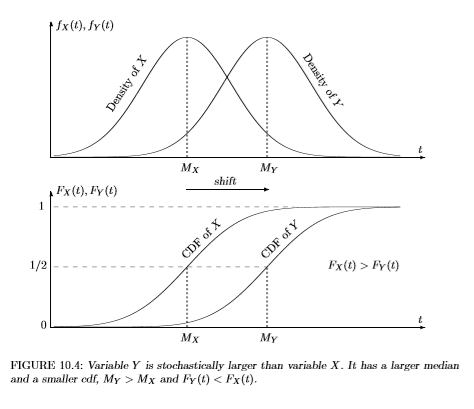 f_X(t), f_Y(t)
Density of X
Density of Y
t
M_X
M_Y
shift
F_X(t), F_Y(t)
1
CDF of X
CDF of Y
1/2
F_X(t) > F_Y(t)
0
t
M_X
M_Y
FIGURE 10.4: Variable Y is stochastically larger than variable X. It has a larger median
and a smaller cdf, M_Y > M_X and F_Y(t) < F_X(t).